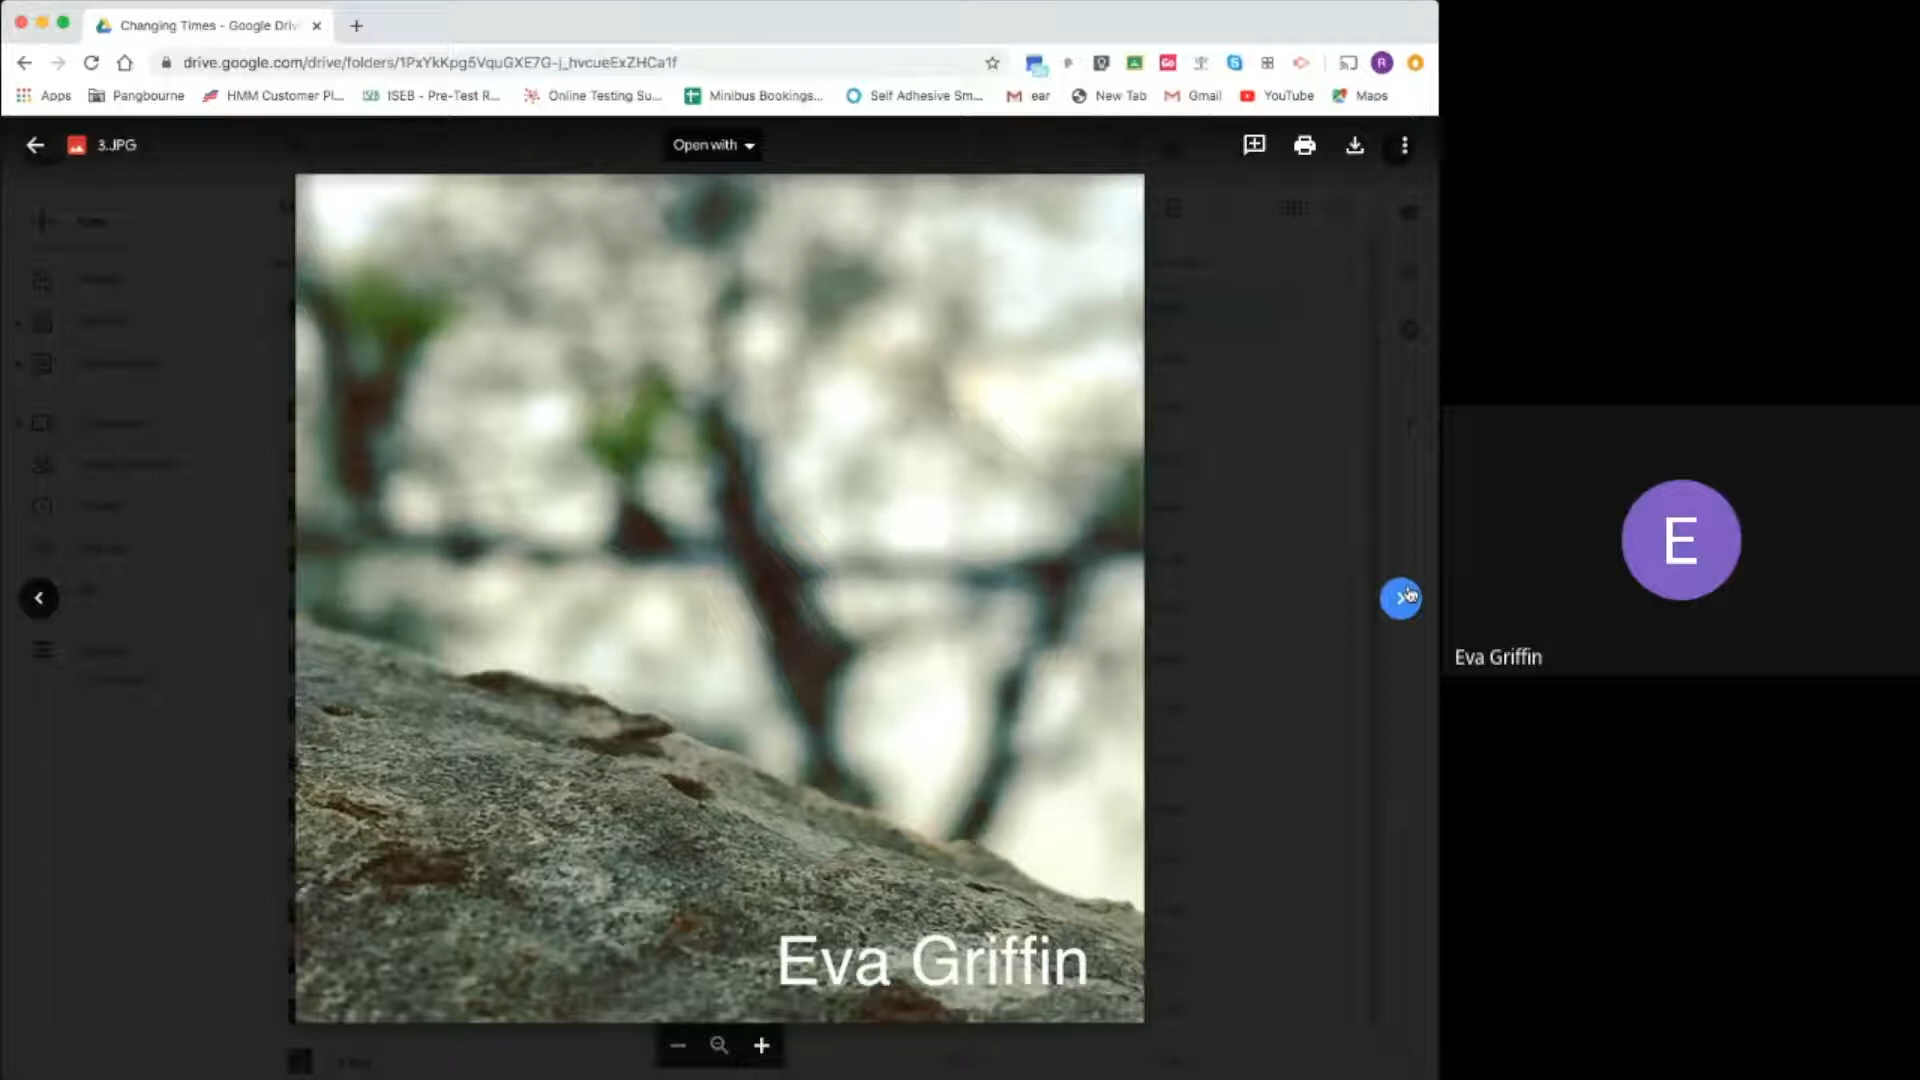 Changing Times - Google Driv
drive.google.com/drive/folders/1PxYkKpg5VquGXE7G-j_hvcueExZHCa1f
Apps Pangbourne HMM Customer Pl... ISEB - Pre-Test R... Online Testing Su... Minibus Bookings... Self Adhesive Sm... ear New Tab Gmail YouTube Maps
3.JPG Open with
E
Eva Griffin
Eva Griffin